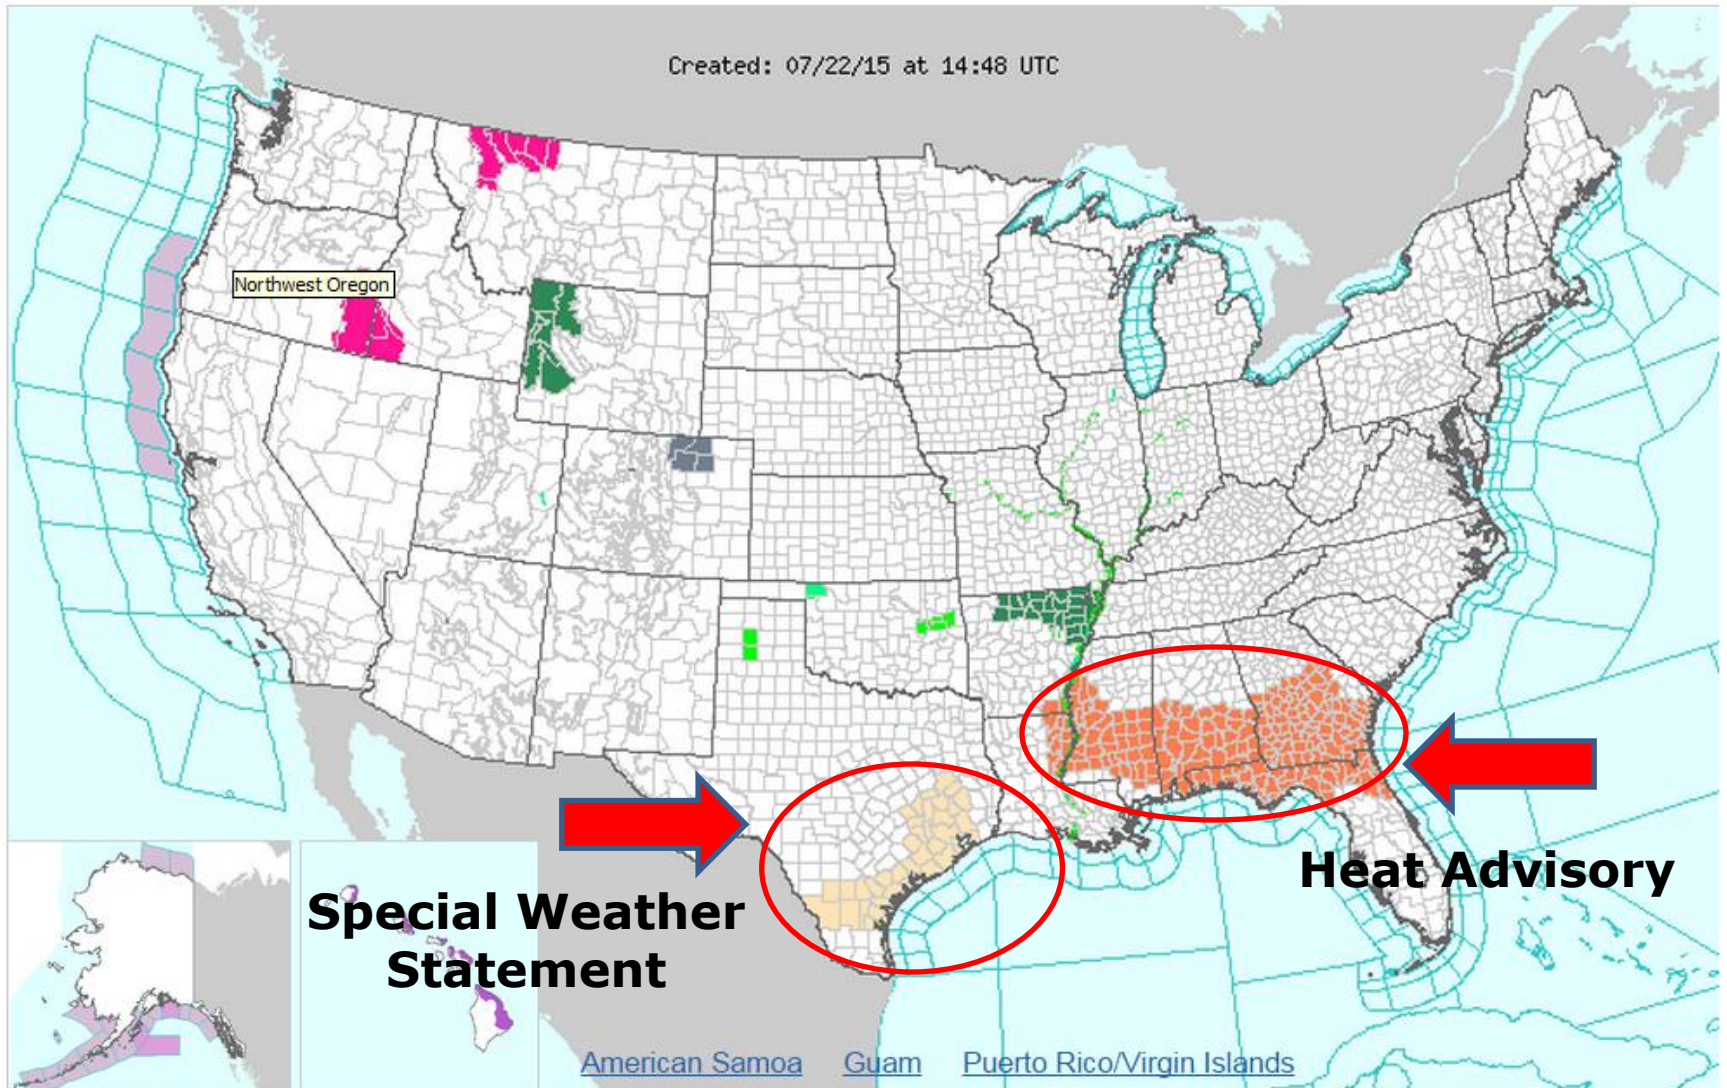 Created: 07/22/15 at 14:48 UTC
Northwest Oregon
Heat Advisory
Special Weather
Statement
American Samoa Guam Puerto Rico/Virgin Islands